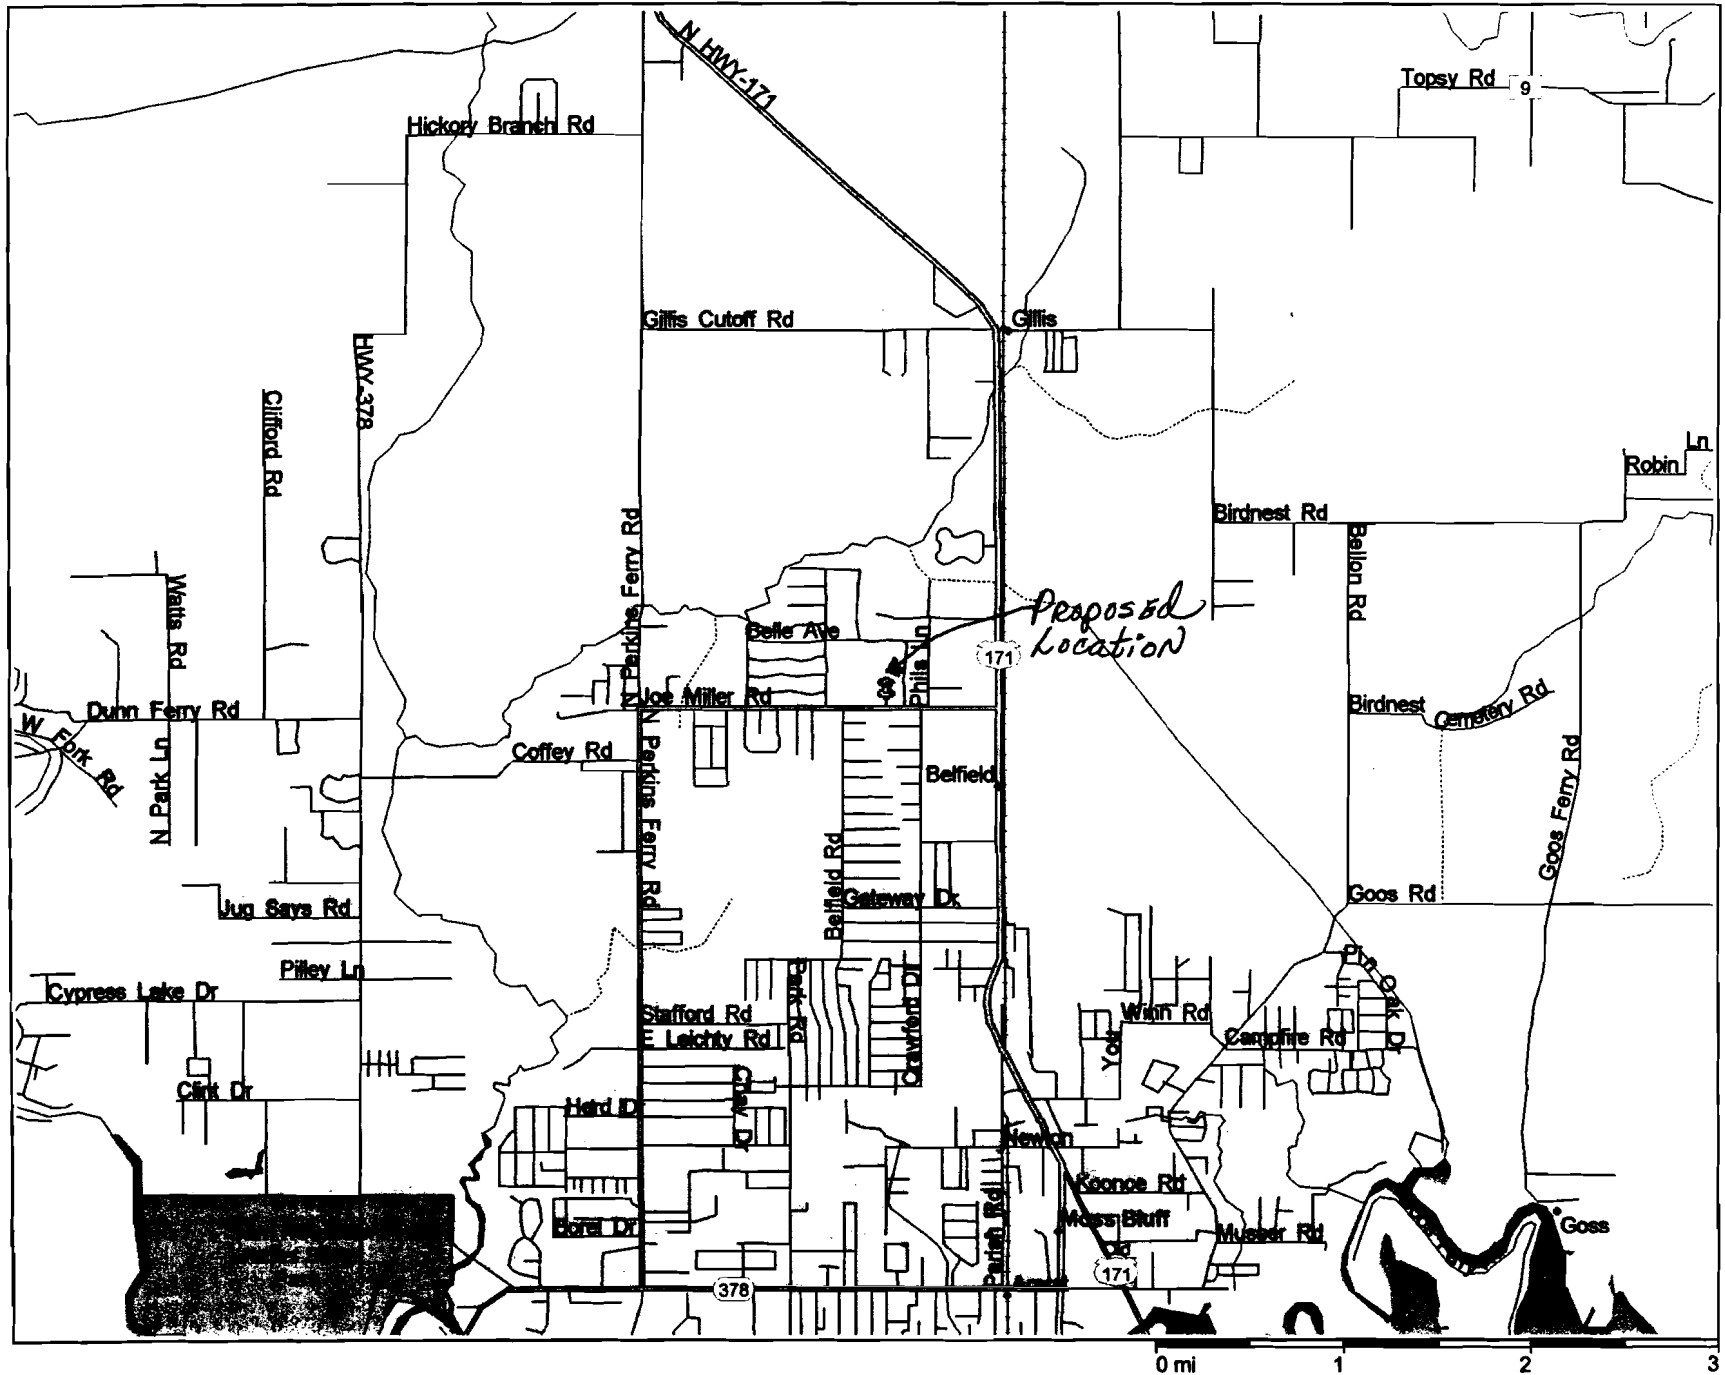 N HWY-171
Topsy Rd
9
Hickory Branch Rd
Gillis Cutoff Rd
Gillis
HWY-378
Clifford Rd
Robin Ln
Birdnest Rd
N Perkins Ferry Rd
Bellon Rd
Watts Rd
PROPOSED
LOCATION
Belle Ave
Phills Ln
171
Joe Miller Rd
Birdnest Cemetery Rd
Dunn Ferry Rd
W Fork Rd
N Park Ln
Coffey Rd
N Perkins Ferry Rd
Belfield
Goos Ferry Rd
Belfield Rd
Gateway Dr
Goos Rd
Jug Says Rd
Pilley Ln
Cypress Lake Dr
Park Rd
Crawford Dr
Pin Oak Dr
Stafford Rd
Winn Rd
E Leichty Rd
Campfire Rd
Clint Dr
Herd Dr
Newton
Koonce Rd
Borel Dr
Parish Rd
Moss Bluff
Old
171
Musser Rd
Goss
378
0 mi 1 2 3